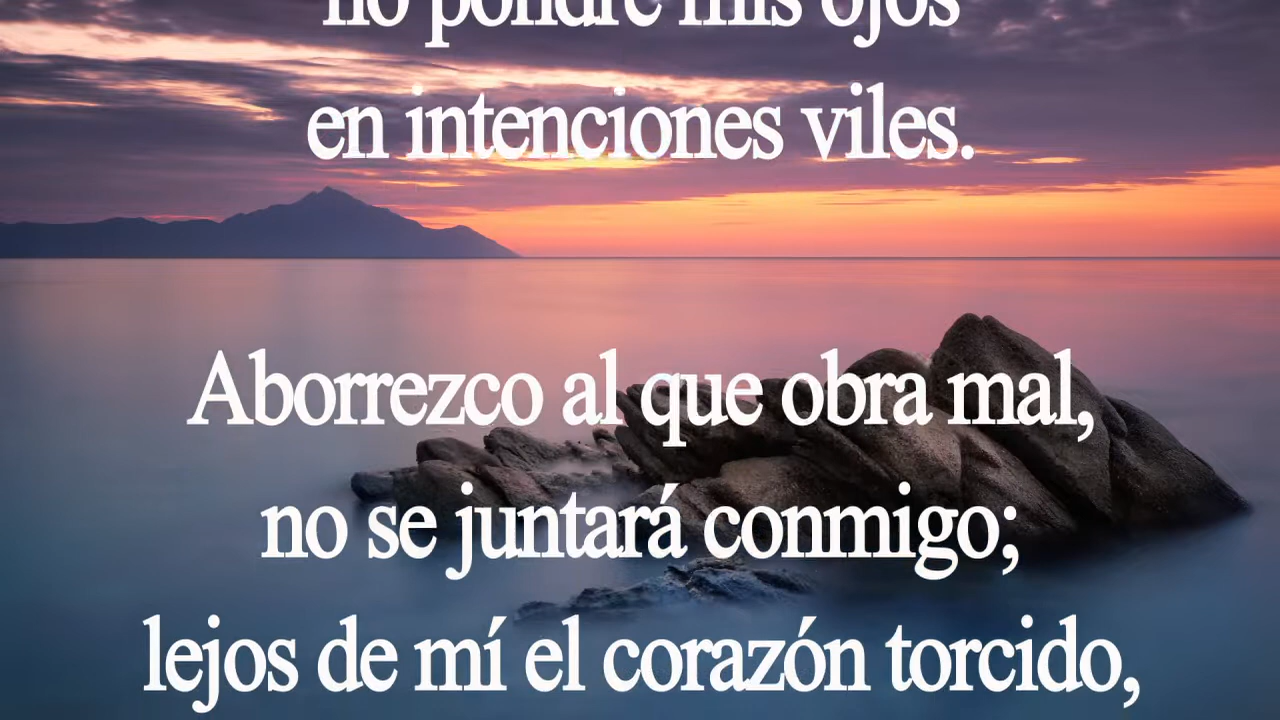 no pondré mis ojos
en intenciones viles.
Aborrezco al que obra mal,
no se juntará conmigo;
lejos de mí el corazón torcido,